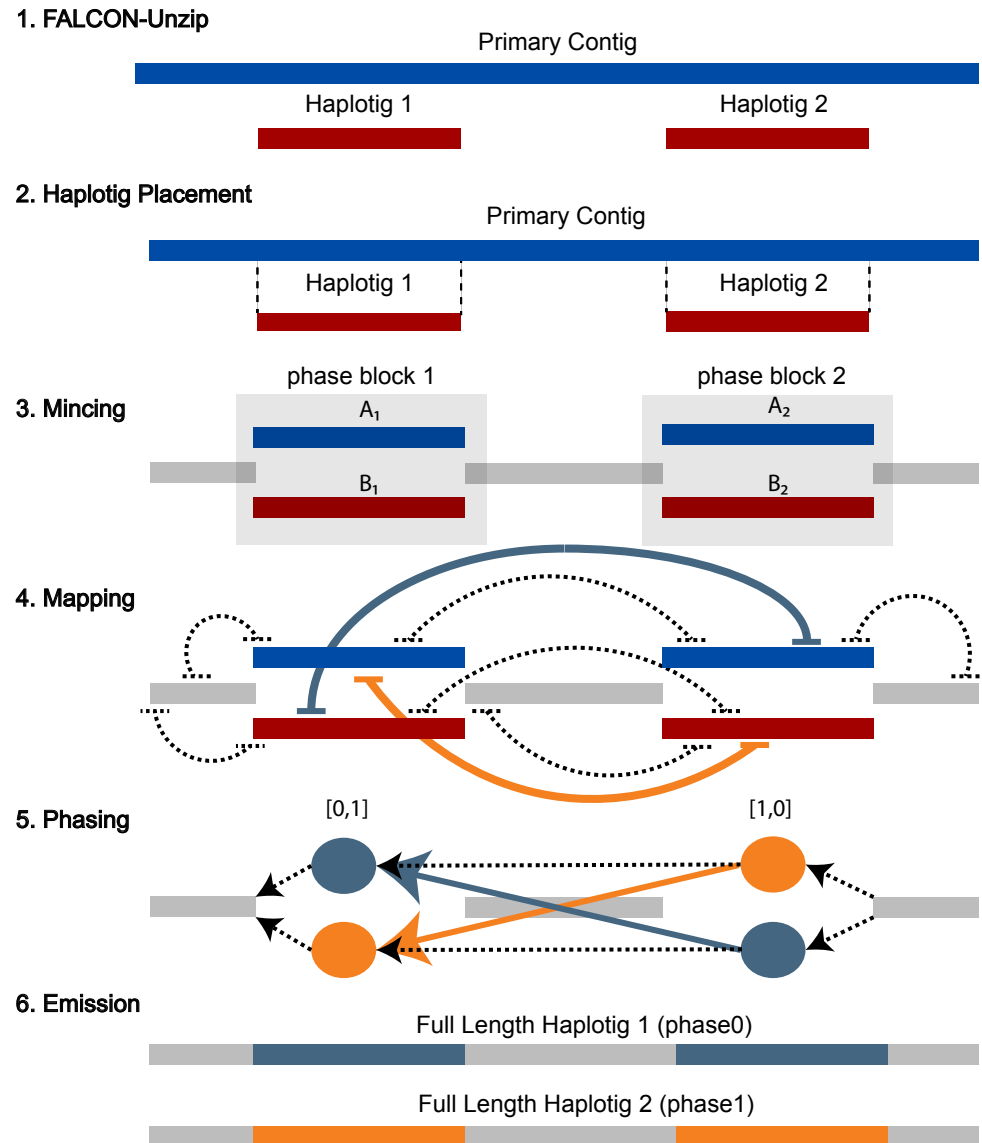 1. FALCON-Unzip
Primary Contig
Haplotig 1 Haplotig 2
2. Haplotig Placement
Primary Contig
Haplotig 1 Haplotig 2
phase block 1 phase block 2
3. Mincing
A₁ A₂
B₁ B₂
4. Mapping
5. Phasing
[0,1] [1,0]
6. Emission
Full Length Haplotig 1 (phase0)
Full Length Haplotig 2 (phase1)